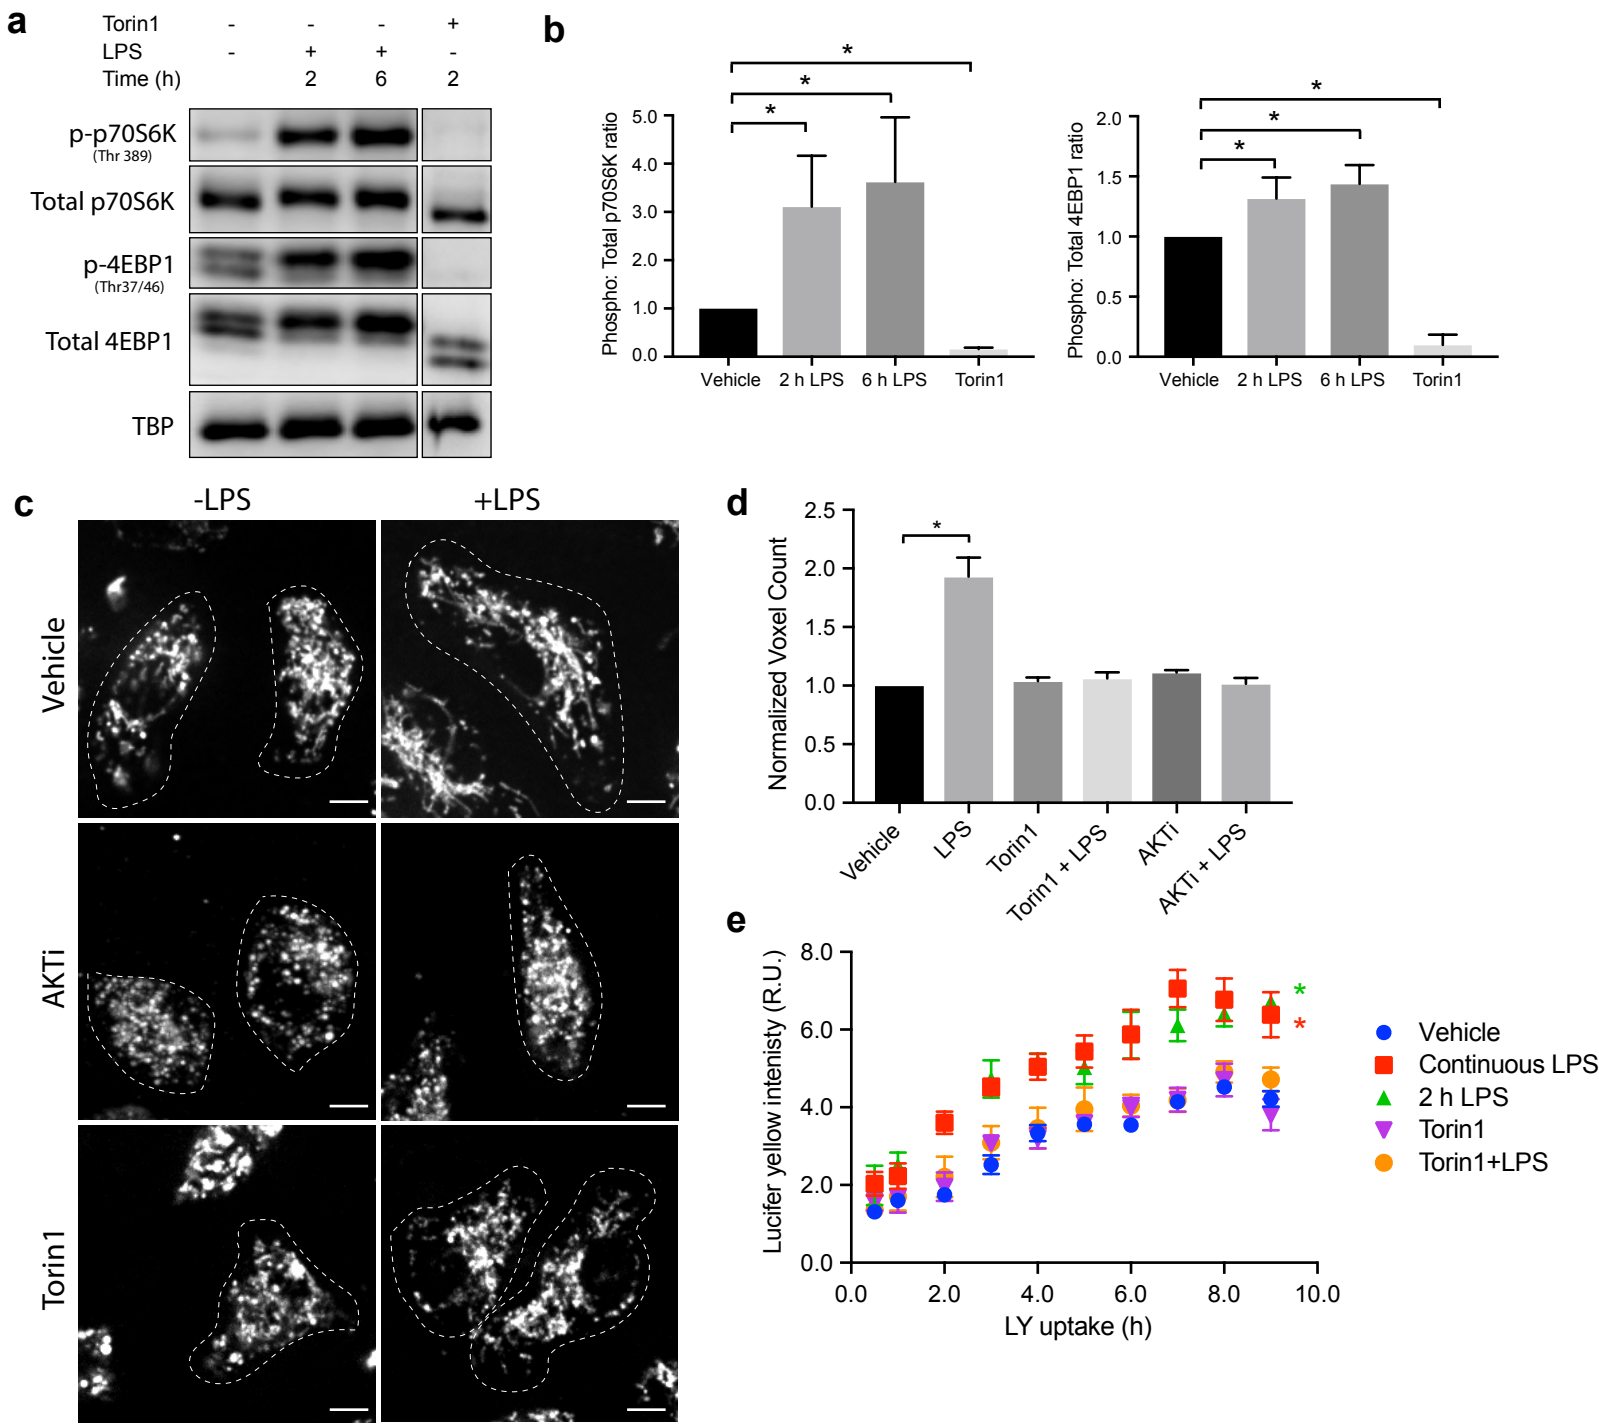 a
Torin1 - - - +
LPS - + + -
Time (h) 2 6 2
p-p70S6K
(Thr 389)
Total p70S6K
p-4EBP1
(Thr37/46)
Total 4EBP1
TBP
b
* * *
Phospho: Total p70S6K ratio
5.0
4.0
3.0
2.0
1.0
0.0
Vehicle 2 h LPS 6 h LPS Torin1
* * *
Phospho: Total 4EBP1 ratio
2.0
1.5
1.0
0.5
0.0
Vehicle 2 h LPS 6 h LPS Torin1
c
-LPS +LPS
Vehicle
AKTi
Torin1
d
*
Normalized Voxel Count
2.5
2.0
1.5
1.0
0.5
0.0
Vehicle
LPS
Torin1
Torin1 + LPS
AKTi
AKTi + LPS
e
Lucifer yellow intenisty (R.U.)
8.0
6.0
4.0
2.0
0.0
0.0 2.0 4.0 6.0 8.0 10.0
LY uptake (h)
*
*
Vehicle
Continuous LPS
2 h LPS
Torin1
Torin1+LPS